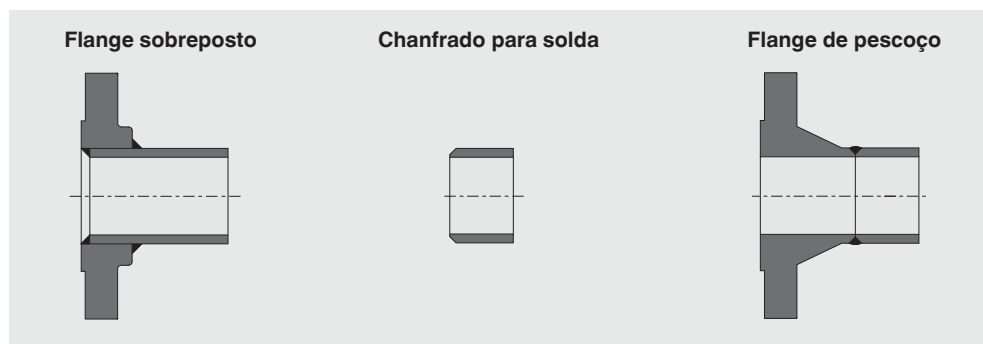 Flange sobreposto
Chanfrado para solda
Flange de pescoço